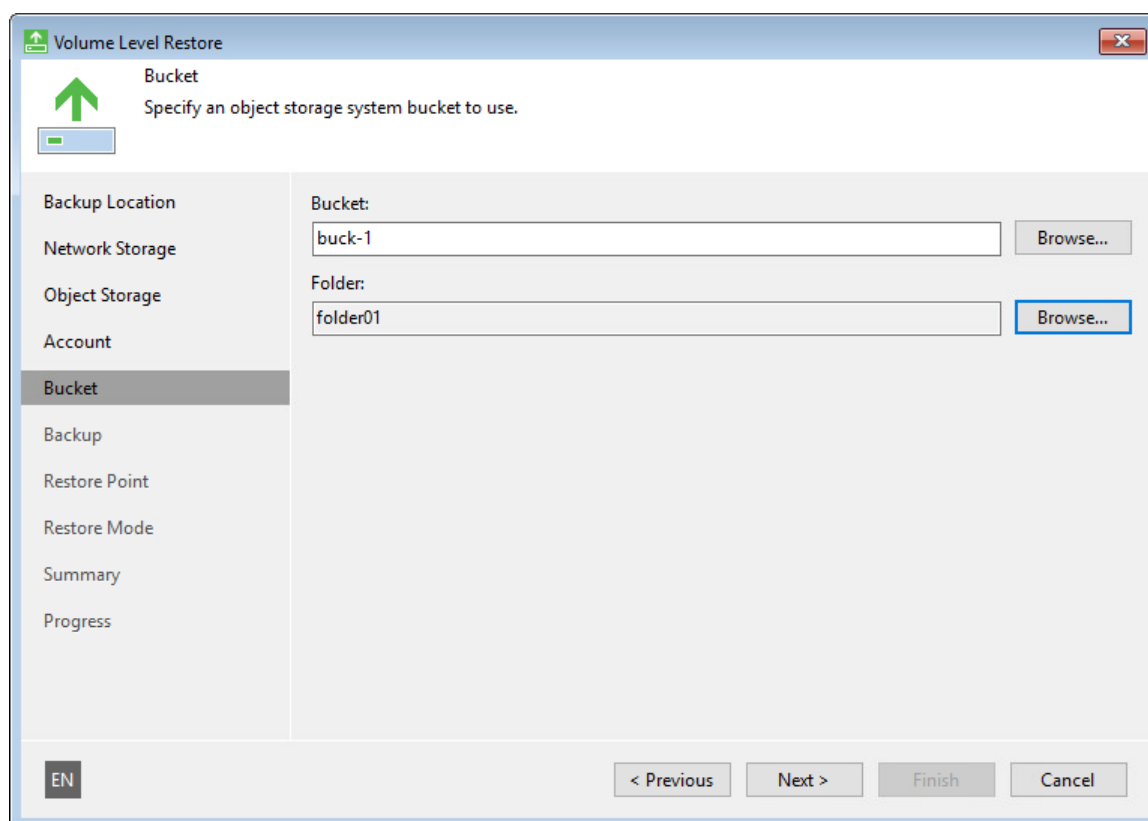 Volume Level Restore
Bucket
Specify an object storage system bucket to use.
Backup Location
Network Storage
Object Storage
Account
Bucket
Backup
Restore Point
Restore Mode
Summary
Progress
Bucket:
buck-1
Browse...
Folder:
folder01
Browse...
EN
< Previous
Next >
Finish
Cancel